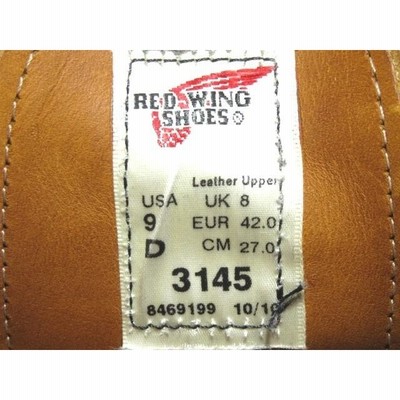 RED WING
SHOES®
Leather Upper
USA UK 8
9 EUR 42.0
D CM 27.0
3145
8469199 10/10